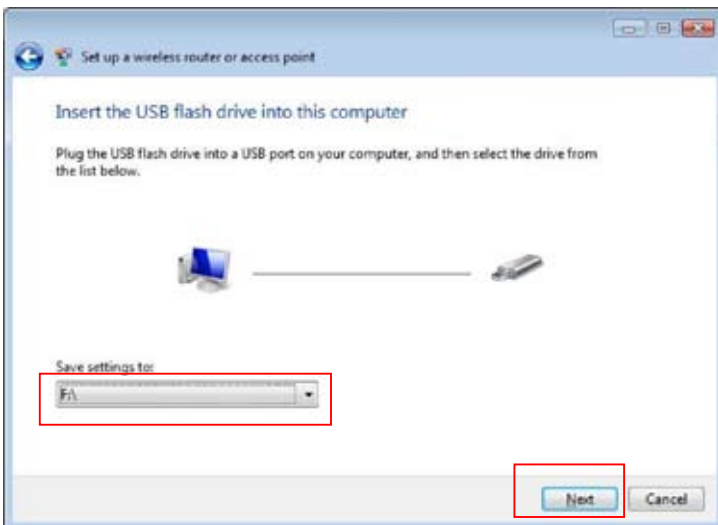 Set up a wireless router or access point
Insert the USB flash drive into this computer
Plug the USB flash drive into a USB port on your computer, and then select the drive from
the list below.
Save settings to:
F:\
Next
Cancel